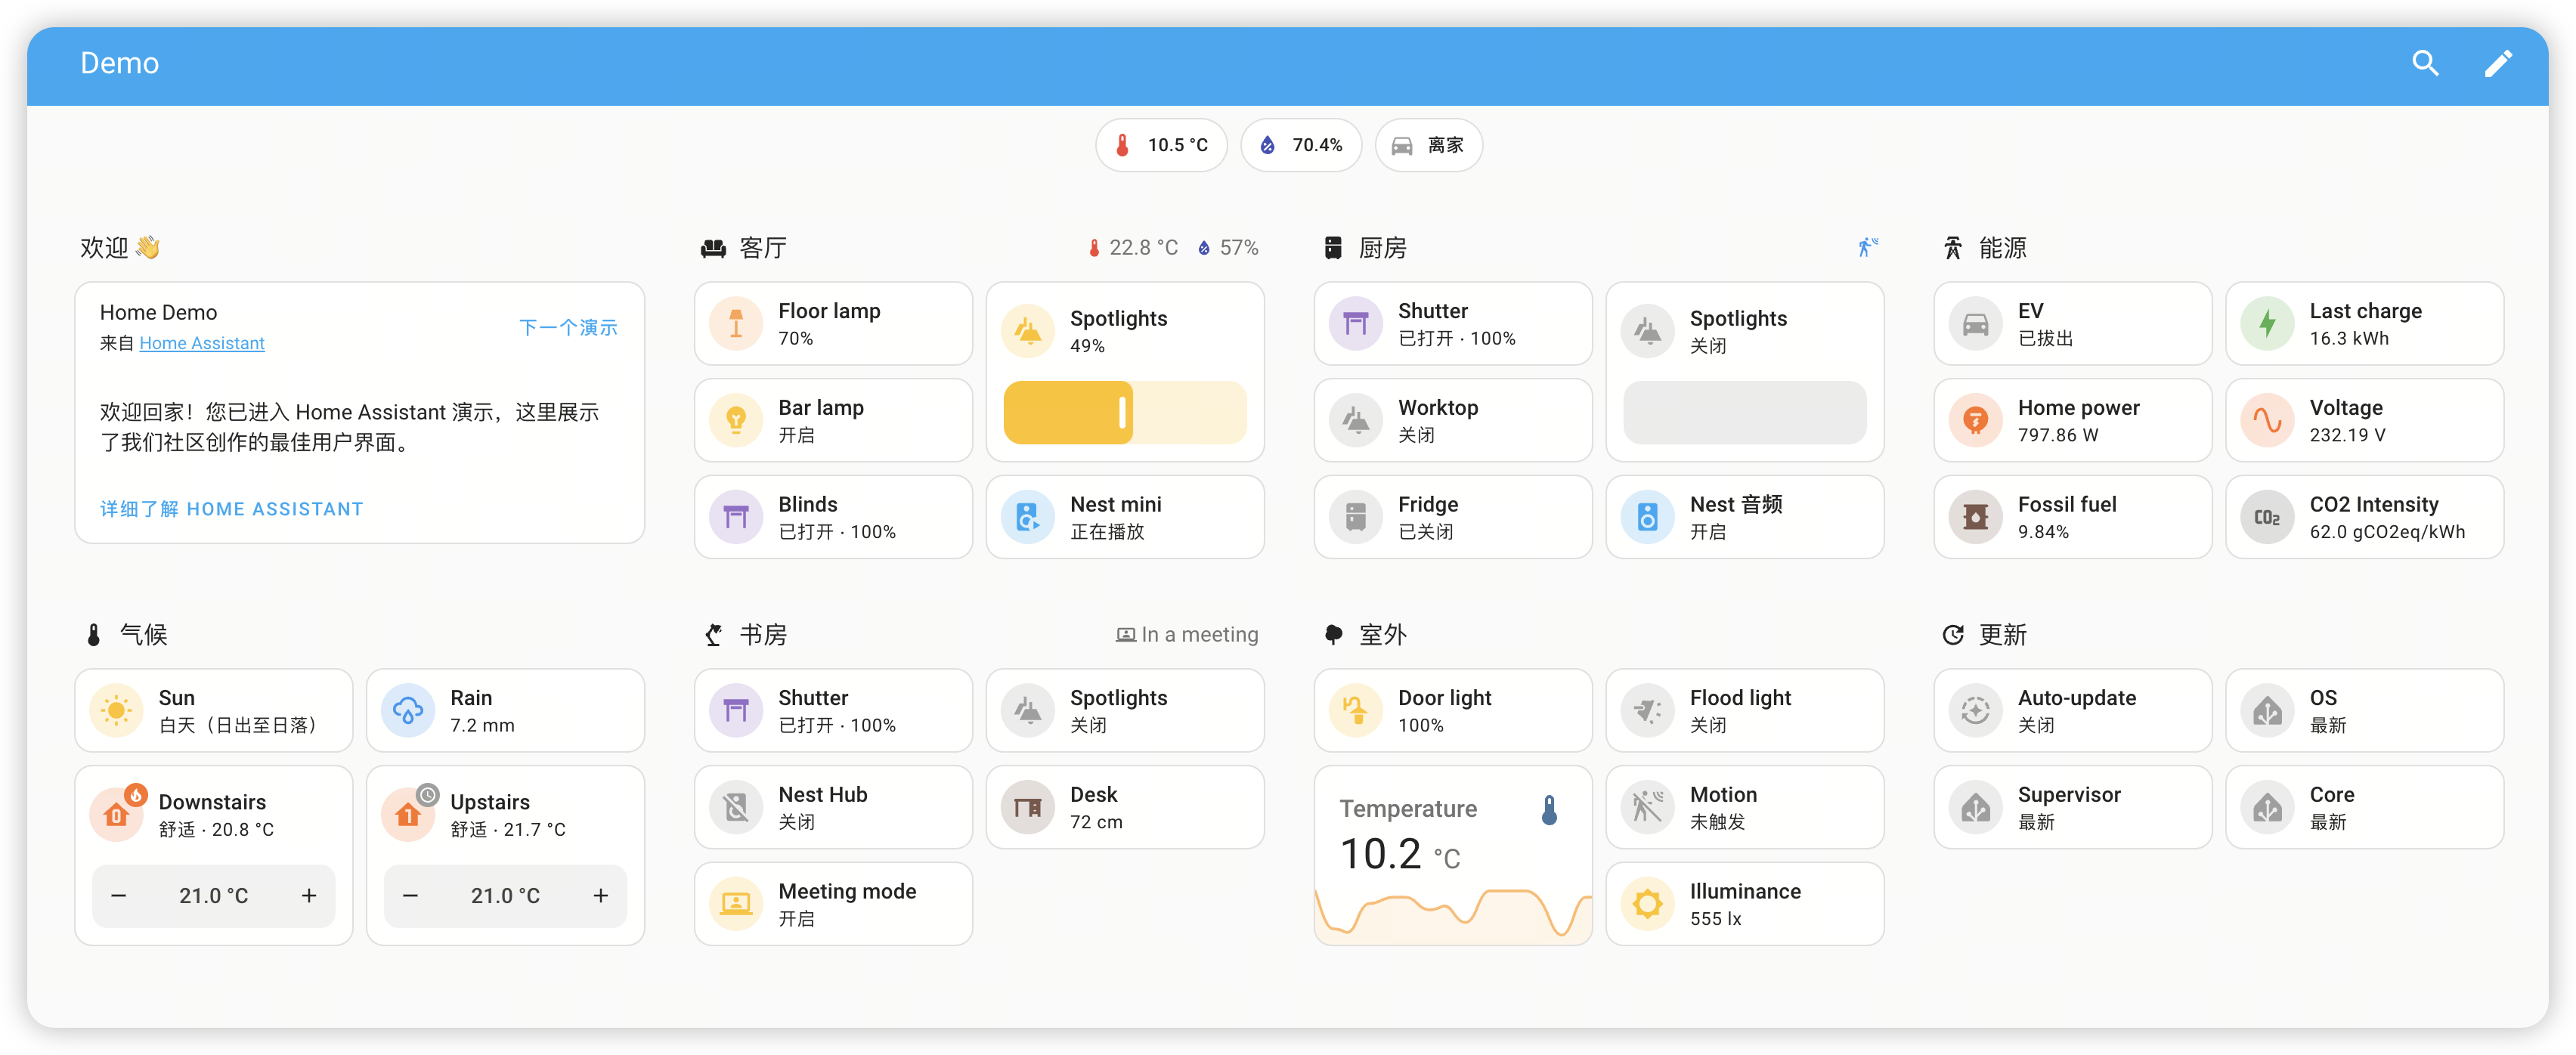 Demo
10.5 °C
70.4%
离家
欢迎 👋
Home Demo
来自 Home Assistant
下一个演示
欢迎回家！您已进入 Home Assistant 演示，这里展示
了我们社区创作的最佳用户界面。
详细了解 HOME ASSISTANT
客厅
22.8 °C
57%
Floor lamp
70%
Spotlights
49%
Bar lamp
开启
Blinds
已打开 · 100%
Nest mini
正在播放
厨房
Shutter
已打开 · 100%
Spotlights
关闭
Worktop
关闭
Fridge
已关闭
Nest 音频
开启
能源
EV
已拔出
Last charge
16.3 kWh
Home power
797.86 W
Voltage
232.19 V
Fossil fuel
9.84%
CO2
CO2 Intensity
62.0 gCO2eq/kWh
气候
Sun
白天（日出至日落）
Rain
7.2 mm
0
Downstairs
舒适 · 20.8 °C
− 21.0 °C +
1
Upstairs
舒适 · 21.7 °C
− 21.0 °C +
书房
In a meeting
Shutter
已打开 · 100%
Spotlights
关闭
Nest Hub
关闭
Desk
72 cm
Meeting mode
开启
室外
Door light
100%
Flood light
关闭
Temperature
10.2 °C
Motion
未触发
Illuminance
555 lx
更新
Auto-update
关闭
OS
最新
Supervisor
最新
Core
最新